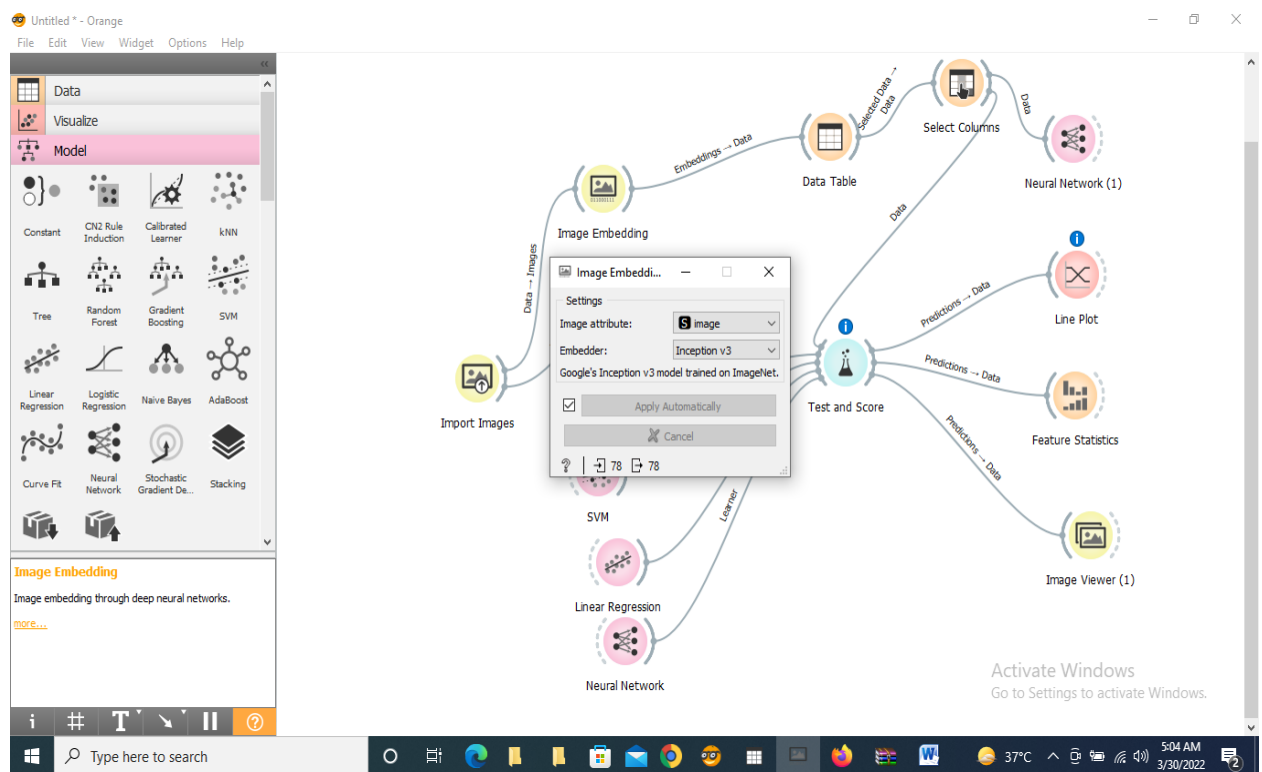 Untitled * - Orange
File Edit View Widget Options Help
Data
Visualize
Model
Constant
CN2 Rule
Induction
Calibrated
Learner
kNN
Tree
Random
Forest
Gradient
Boosting
SVM
Linear
Regression
Logistic
Regression
Naive Bayes
AdaBoost
Curve Fit
Neural
Network
Stochastic
Gradient De...
Stacking
Image Embedding
Image embedding through deep neural networks.
more...
Select Columns
Selected Data → Data
Data
Neural Network (1)
Data Table
Embeddings → Data
Image Embedding
Data → Images
Data
Import Images
Image Embeddi...
Settings
Image attribute:
S image
Embedder:
Inception v3
Google's Inception v3 model trained on ImageNet.
Apply Automatically
Cancel
? 78 78
Predictions → Data
Line Plot
Test and Score
Predictions → Data
Feature Statistics
Predictions → Data
Image Viewer (1)
SVM
Learner
Linear Regression
Neural Network
Activate Windows
Go to Settings to activate Windows.
Type here to search
37°C
5:04 AM
3/30/2022
2